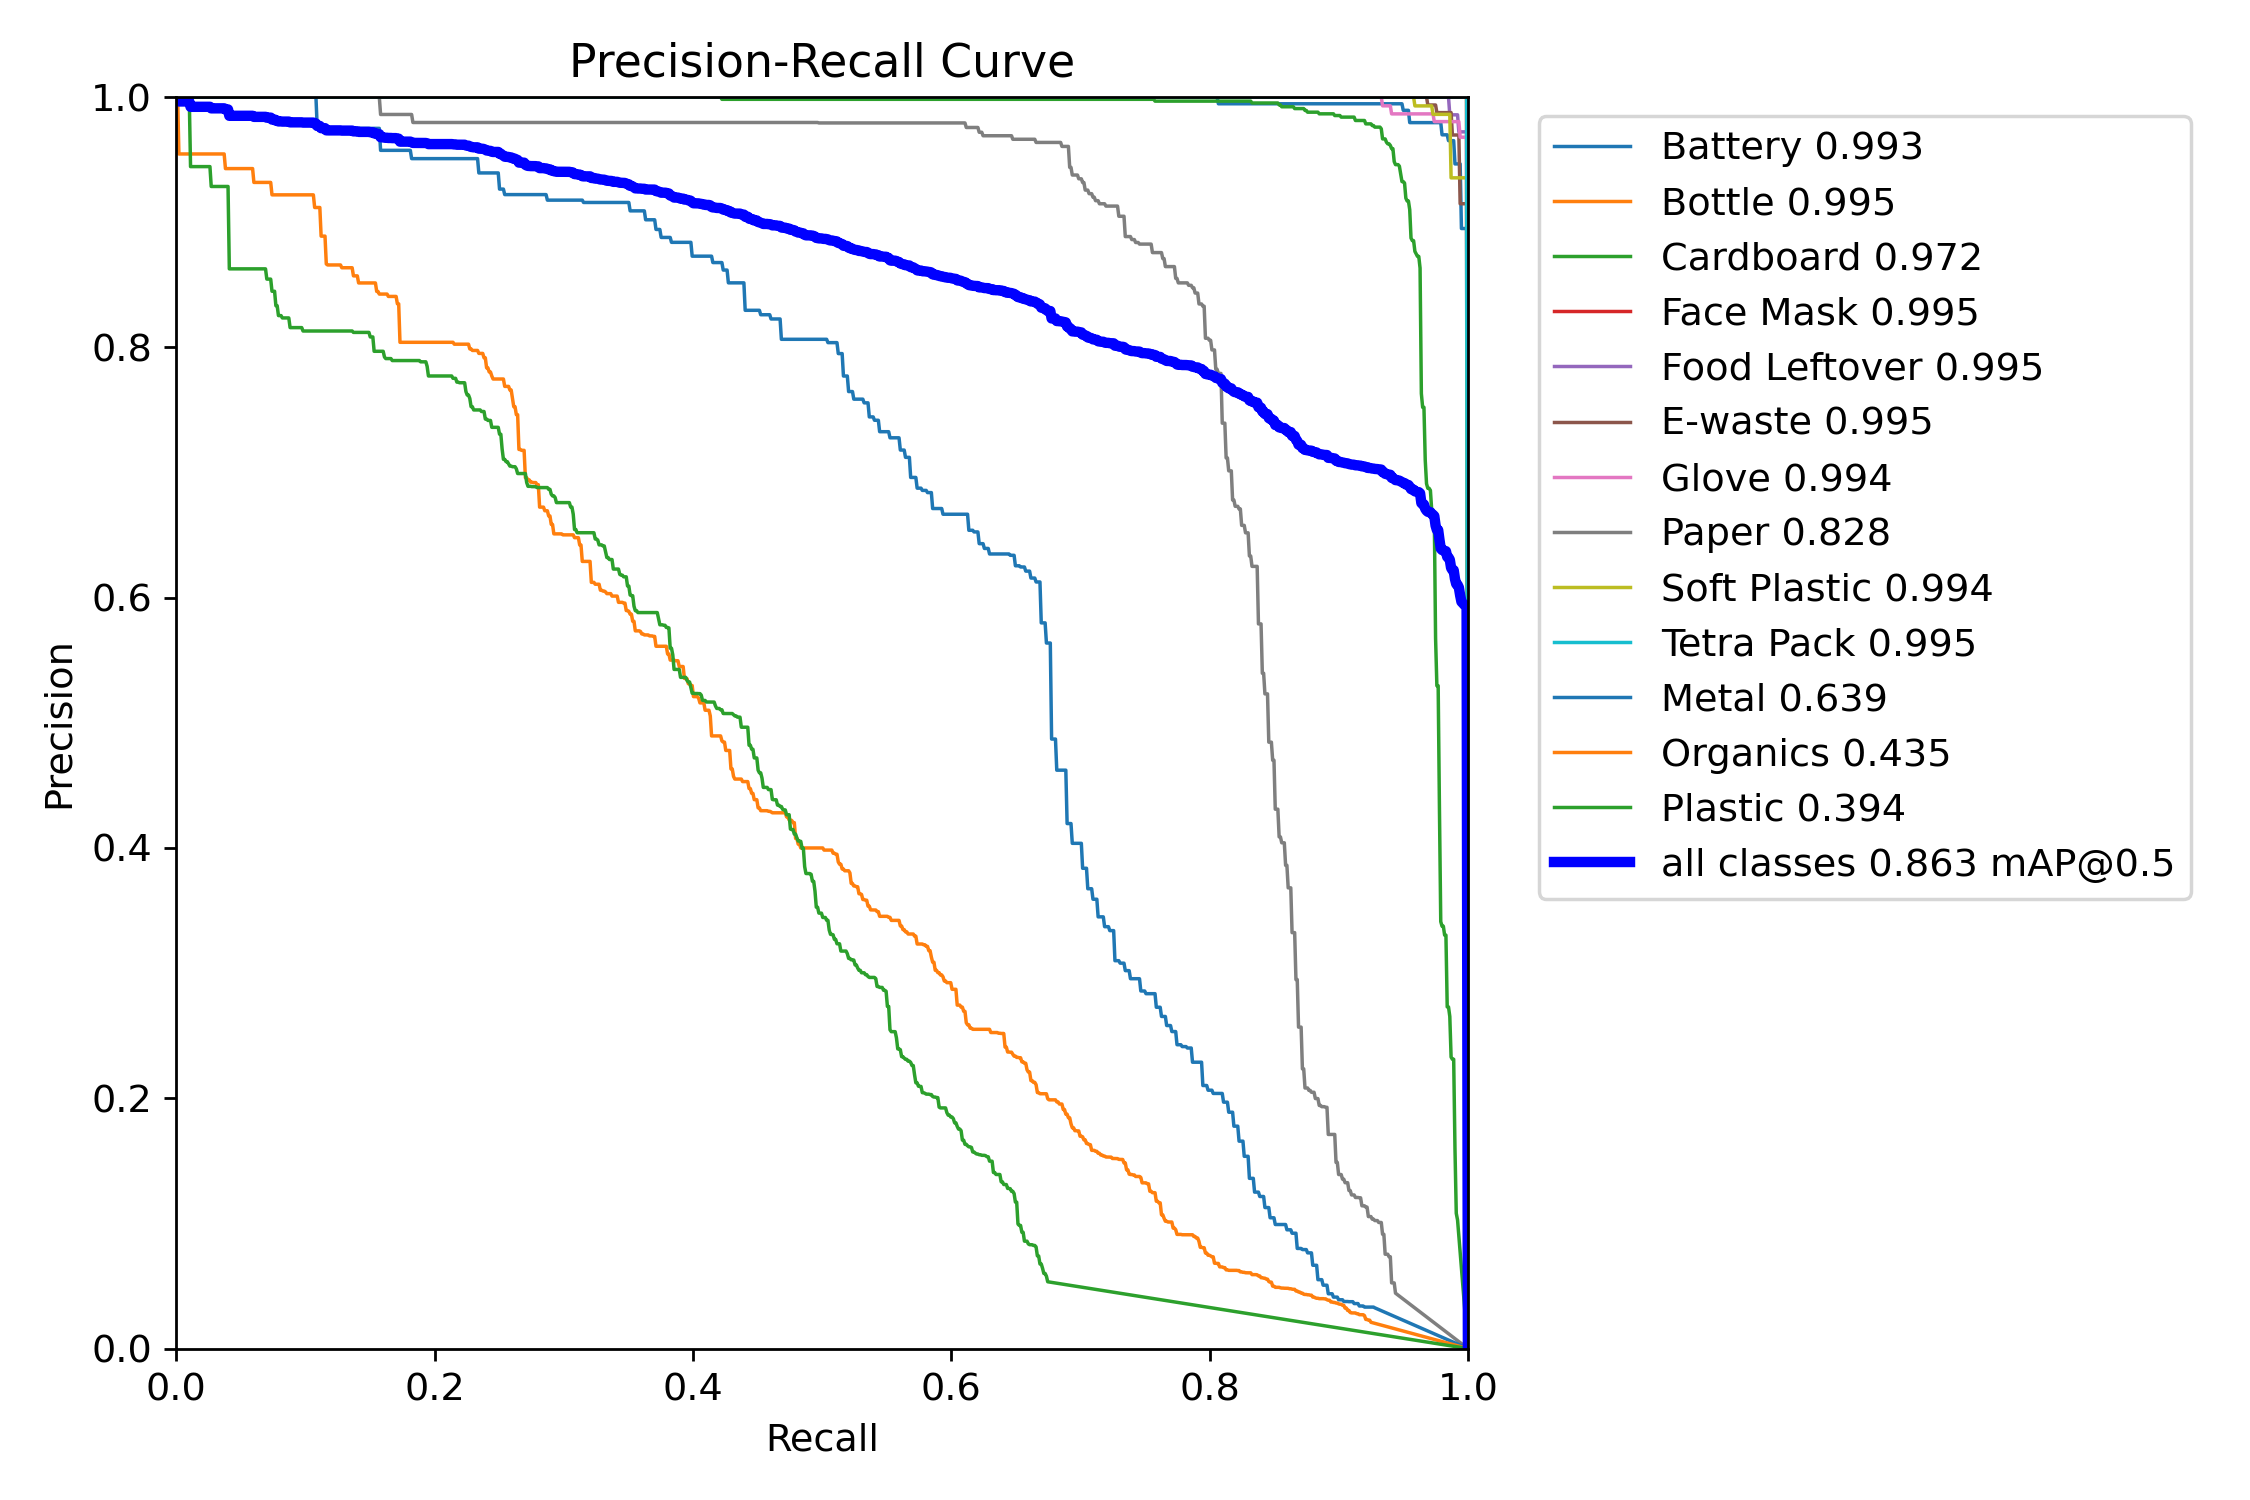 Precision-Recall Curve
1.0
0.8
0.6
0.4
0.2
0.0
Precision
0.0 0.2 0.4 0.6 0.8 1.0
Recall
Battery 0.993
Bottle 0.995
Cardboard 0.972
Face Mask 0.995
Food Leftover 0.995
E-waste 0.995
Glove 0.994
Paper 0.828
Soft Plastic 0.994
Tetra Pack 0.995
Metal 0.639
Organics 0.435
Plastic 0.394
all classes 0.863 mAP@0.5